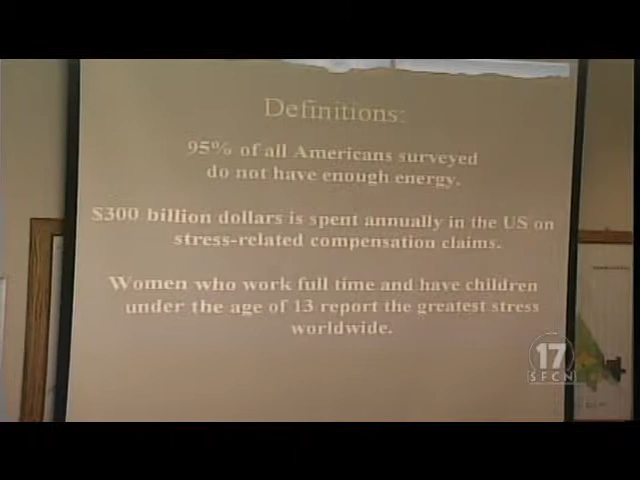 Definitions:
95% of all Americans surveyed
do not have enough energy.
$300 billion dollars is spent annually in the US on
stress-related compensation claims.
Women who work full time and have children
under the age of 13 report the greatest stress
worldwide.
17
SFCN